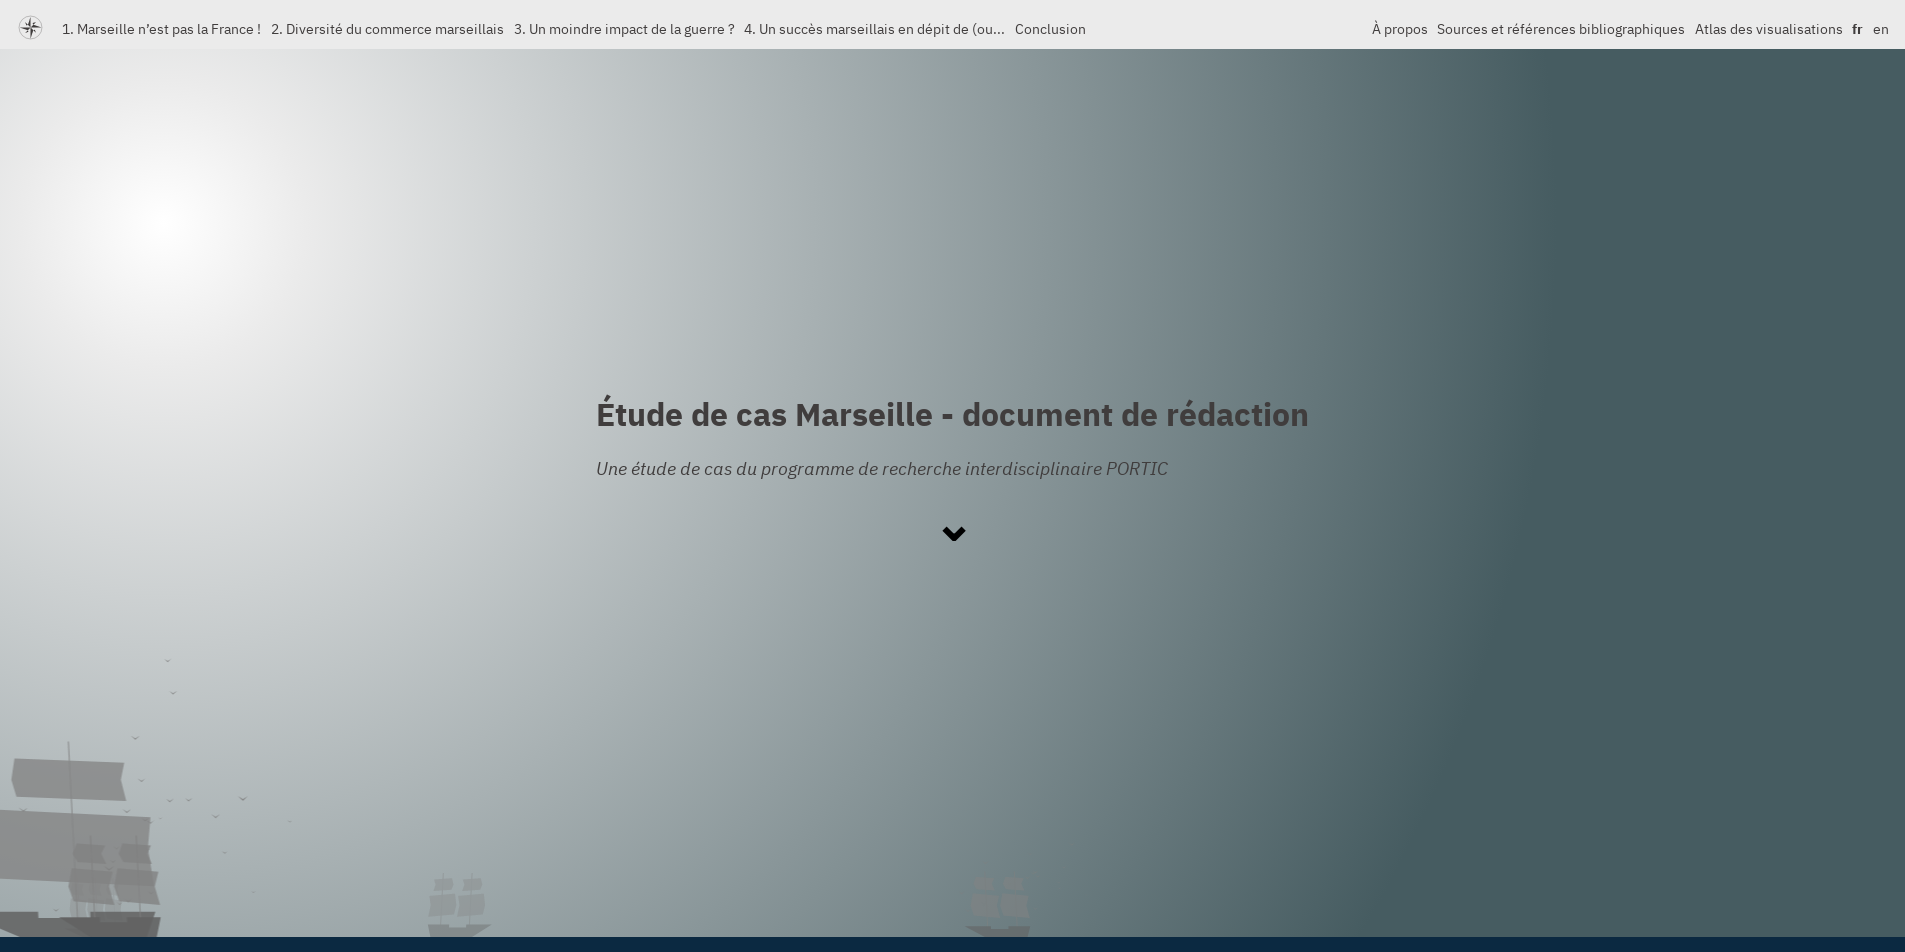 1. Marseille n’est pas la France ! 2. Diversité du commerce marseillais 3. Un moindre impact de la guerre ? 4. Un succès marseillais en dépit de (ou... Conclusion À propos Sources et références bibliographiques Atlas des visualisations fr en
Étude de cas Marseille - document de rédaction
Une étude de cas du programme de recherche interdisciplinaire PORTIC